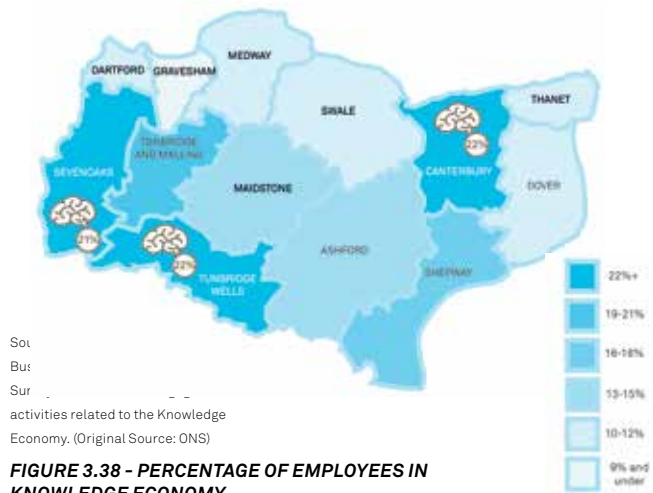 MEDWAY
DARTFORD GRAVESHAM
SWALE
THANET
TONBRIDGE
AND MALLING
22%
SEVENOAKS
CANTERBURY
MAIDSTONE
DOVER
21%
22%
ASHFORD
SHEPWAY
TUNBRIDGE
WELLS
22%+
19-21%
16-18%
13-15%
10-12%
9% and
under
activities related to the Knowledge
Economy. (Original Source: ONS)
FIGURE 3.38 - PERCENTAGE OF EMPLOYEES IN
KNOWLEDGE ECONOMY